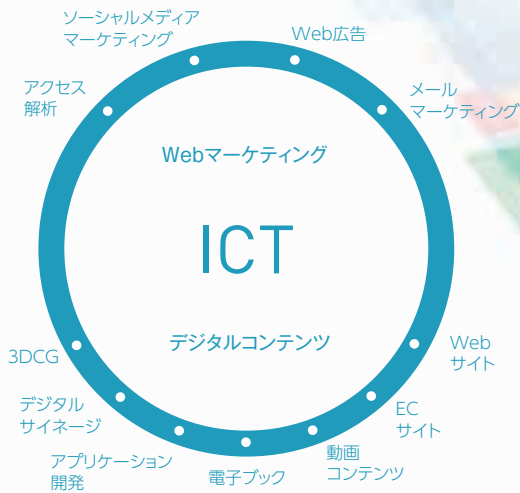 ソーシャルメディア
マーケティング
Web広告
アクセス
解析
メール
マーケティング
Webマーケティング
ICT
デジタルコンテンツ
3DCG
Web
サイト
デジタル
サイネージ
EC
サイト
アプリケーション
開発
電子ブック
動画
コンテンツ